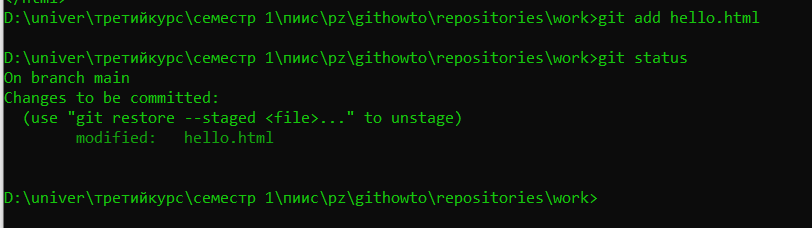 </html>
D:\univer\третийкурс\семестр 1\пиис\pz\githowto\repositories\work>git add hello.html
D:\univer\третийкурс\семестр 1\пиис\pz\githowto\repositories\work>git status
On branch main
Changes to be committed:
  (use "git restore --staged <file>..." to unstage)
        modified:   hello.html
D:\univer\третийкурс\семестр 1\пиис\pz\githowto\repositories\work>